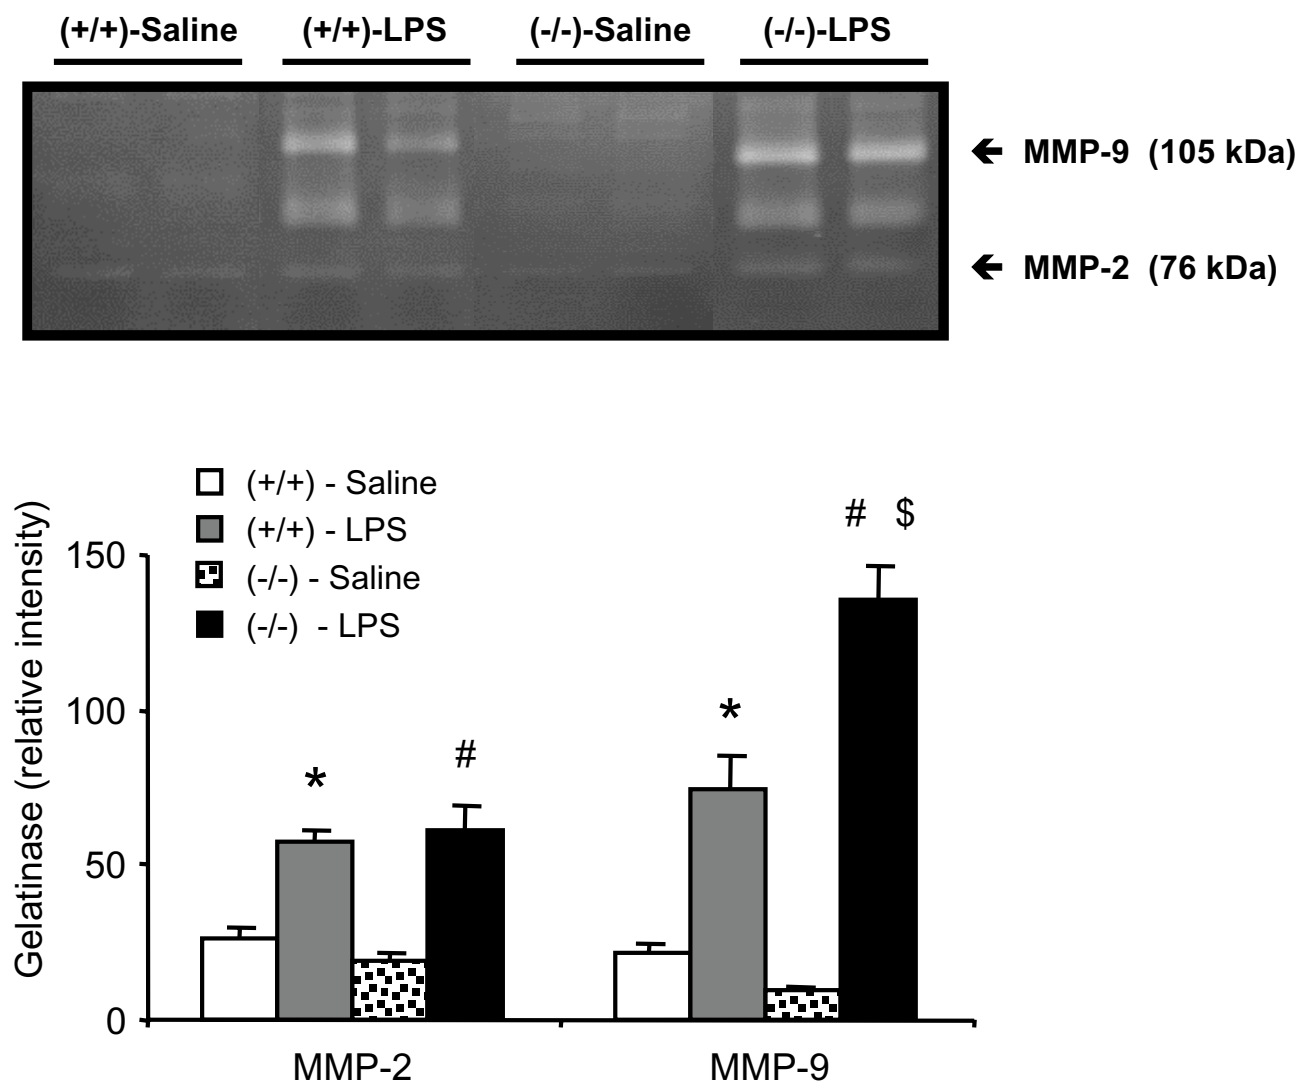 (+/+)-Saline (+/+)-LPS (-/-)-Saline (-/-)-LPS
🡰 MMP-9 (105 kDa)
🡰 MMP-2 (76 kDa)
(+/+) - Saline
(+/+) - LPS
(-/-) - Saline
(-/-) - LPS
Gelatinase (relative intensity)
# $
150
100
*
* #
50
0
MMP-2 MMP-9